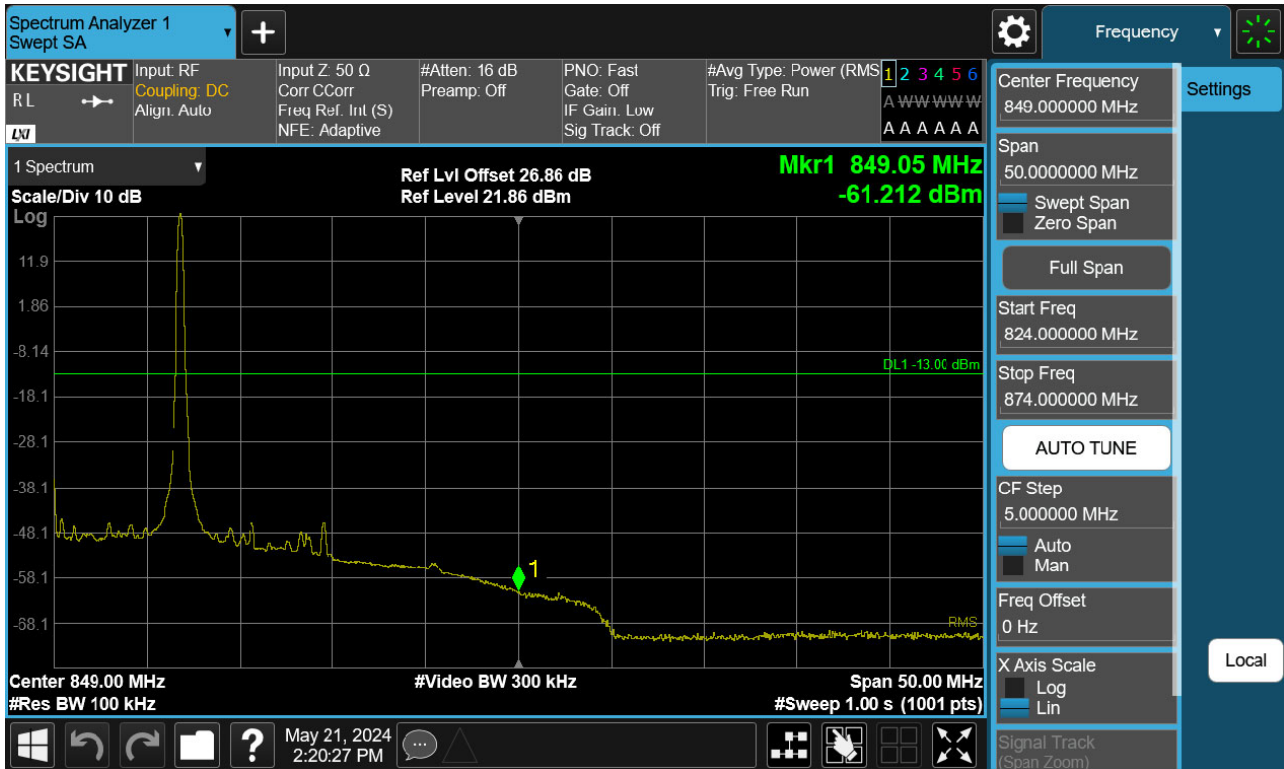 Spectrum Analyzer 1
Swept SA
+
Frequency
KEYSIGHT
R L
LXI
Input: RF
Coupling: DC
Align: Auto
Input Z: 50 Ω
Corr CCorr
Freq Ref: Int (S)
NFE: Adaptive
#Atten: 16 dB
Preamp: Off
PNO: Fast
Gate: Off
IF Gain: Low
Sig Track: Off
#Avg Type: Power (RMS
Trig: Free Run
1 2 3 4 5 6
A W W W W W
A A A A A A
1 Spectrum
Scale/Div 10 dB
Log
Ref Lvl Offset 26.86 dB
Ref Level 21.86 dBm
Mkr1 849.05 MHz
-61.212 dBm
11.9
1.86
-8.14
DL1 -13.00 dBm
-18.1
-28.1
-38.1
-48.1
-58.1
1
-68.1
RMS
Center 849.00 MHz
#Video BW 300 kHz
Span 50.00 MHz
#Res BW 100 kHz
#Sweep 1.00 s (1001 pts)
?
May 21, 2024
2:20:27 PM
Center Frequency
849.000000 MHz
Settings
Span
50.0000000 MHz
Swept Span
Zero Span
Full Span
Start Freq
824.000000 MHz
Stop Freq
874.000000 MHz
AUTO TUNE
CF Step
5.000000 MHz
Auto
Man
Freq Offset
0 Hz
X Axis Scale
Log
Lin
Local
Signal Track
(Span Zoom)